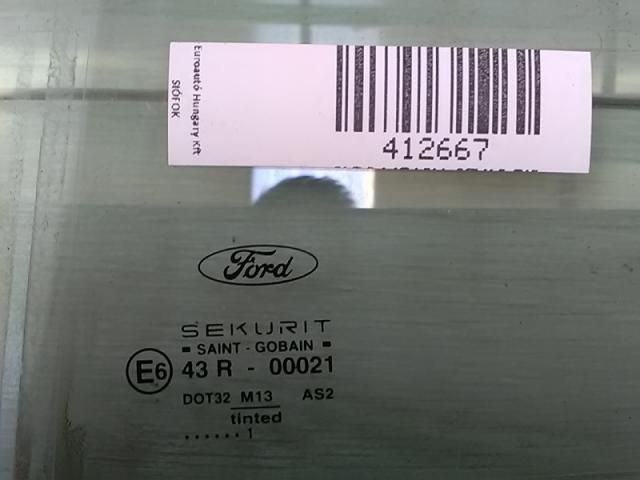 Euroautó Hungary Kft
SIÓFOK
412667
Ford
SEKURIT
SAINT - GOBAIN
E6 43 R - 00021
DOT32 M13 AS2
tinted
...... 1